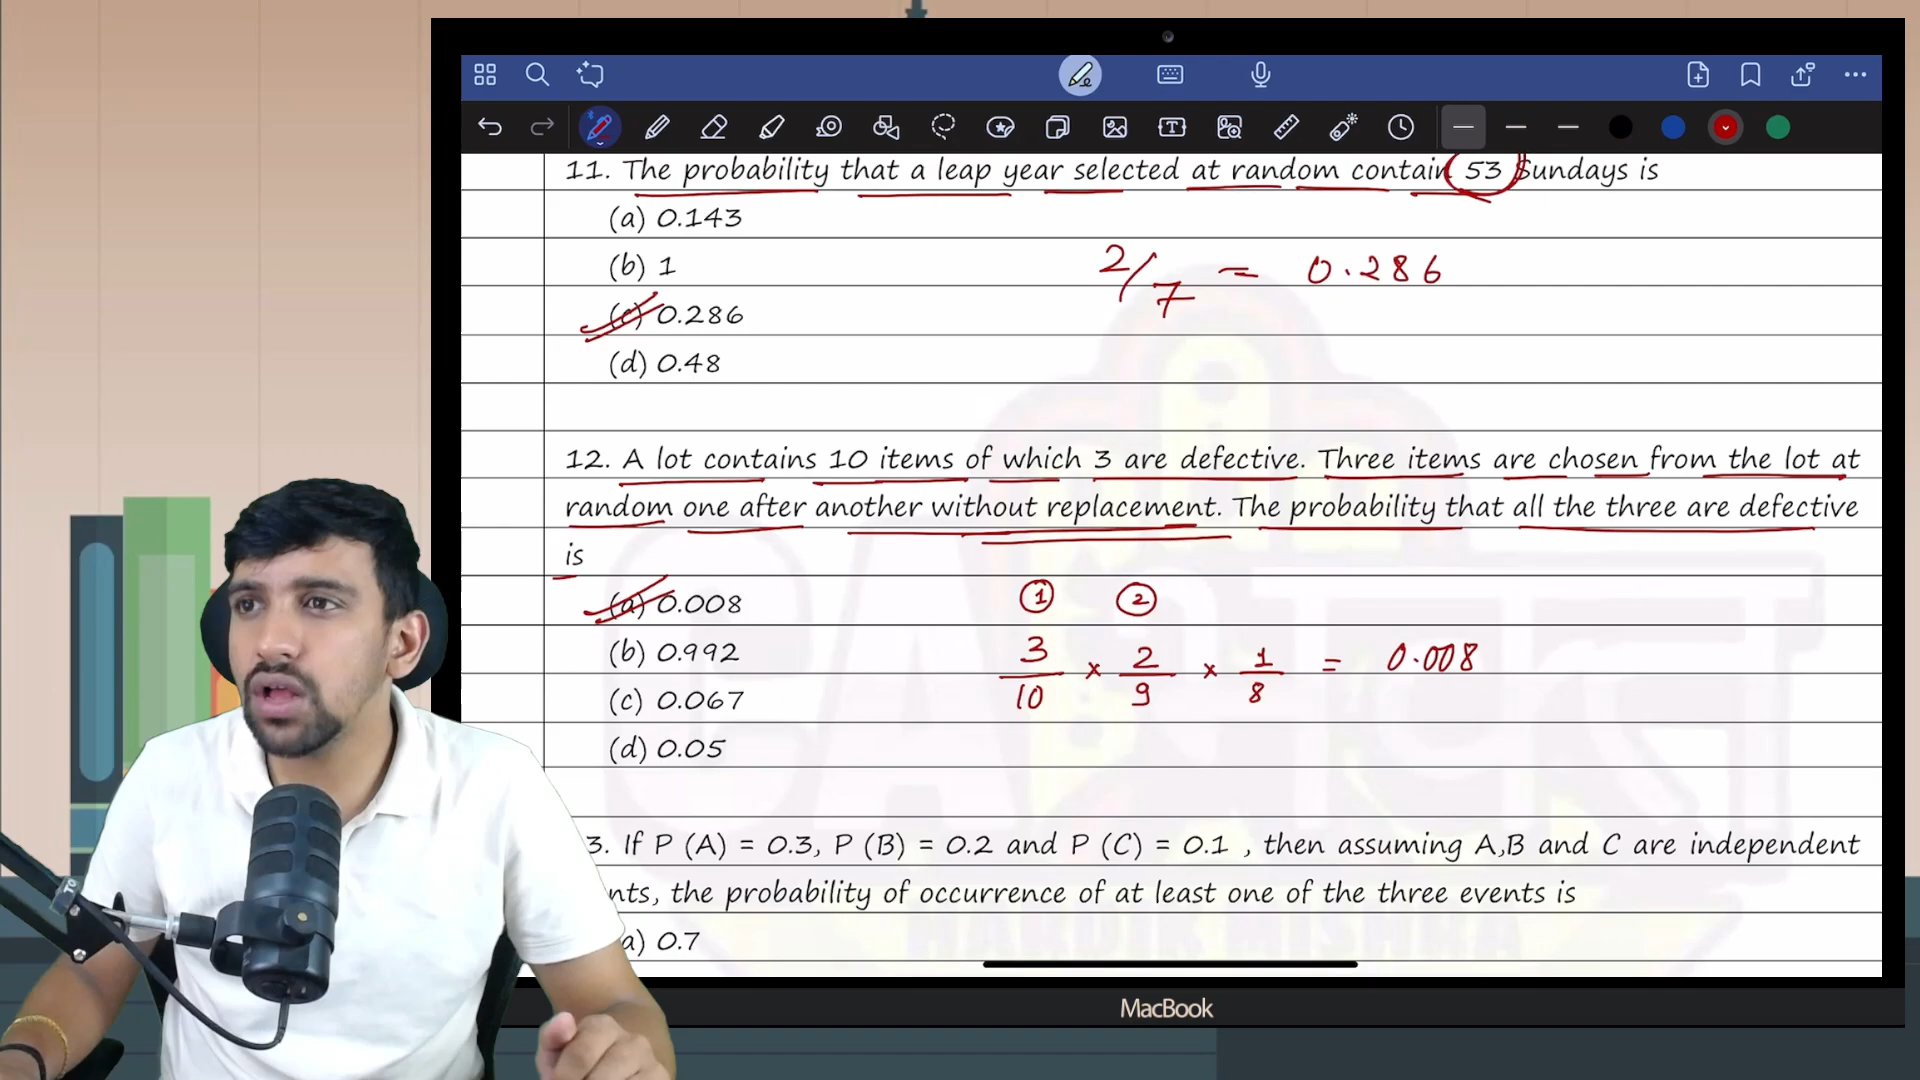 11. The probability that a leap year selected at random contain 53 Sundays is
(a) 0.143
(b) 1
2/7 = 0.286
(c) 0.286
(d) 0.48
12. A lot contains 10 items of which 3 are defective. Three items are chosen from the lot at
random one after another without replacement. The probability that all the three are defective
is
(a) 0.008
1 2
(b) 0.992
3/10 x 2/9 x 1/8 = 0.008
(c) 0.067
(d) 0.05
3. If P (A) = 0.3, P (B) = 0.2 and P (C) = 0.1 , then assuming A,B and C are independent
nts, the probability of occurrence of at least one of the three events is
a) 0.7
HARDIK MISHRA
MacBook